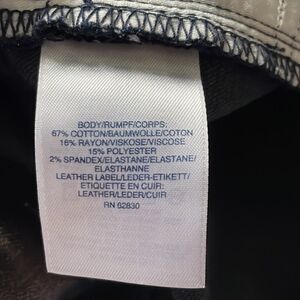 BODY/RUMPF/CORPS:
67% COTTON/BAUMWOLLE/COTON
16% RAYON/VISKOSE/VISCOSE
15% POLYESTER
2% SPANDEX/ELASTANE/ELASTANE/
ELASTHANNE
LEATHER LABEL/LEDER-ETIKETT/
ETIQUETTE EN CUIR:
LEATHER/LEDER/CUIR
RN 62830